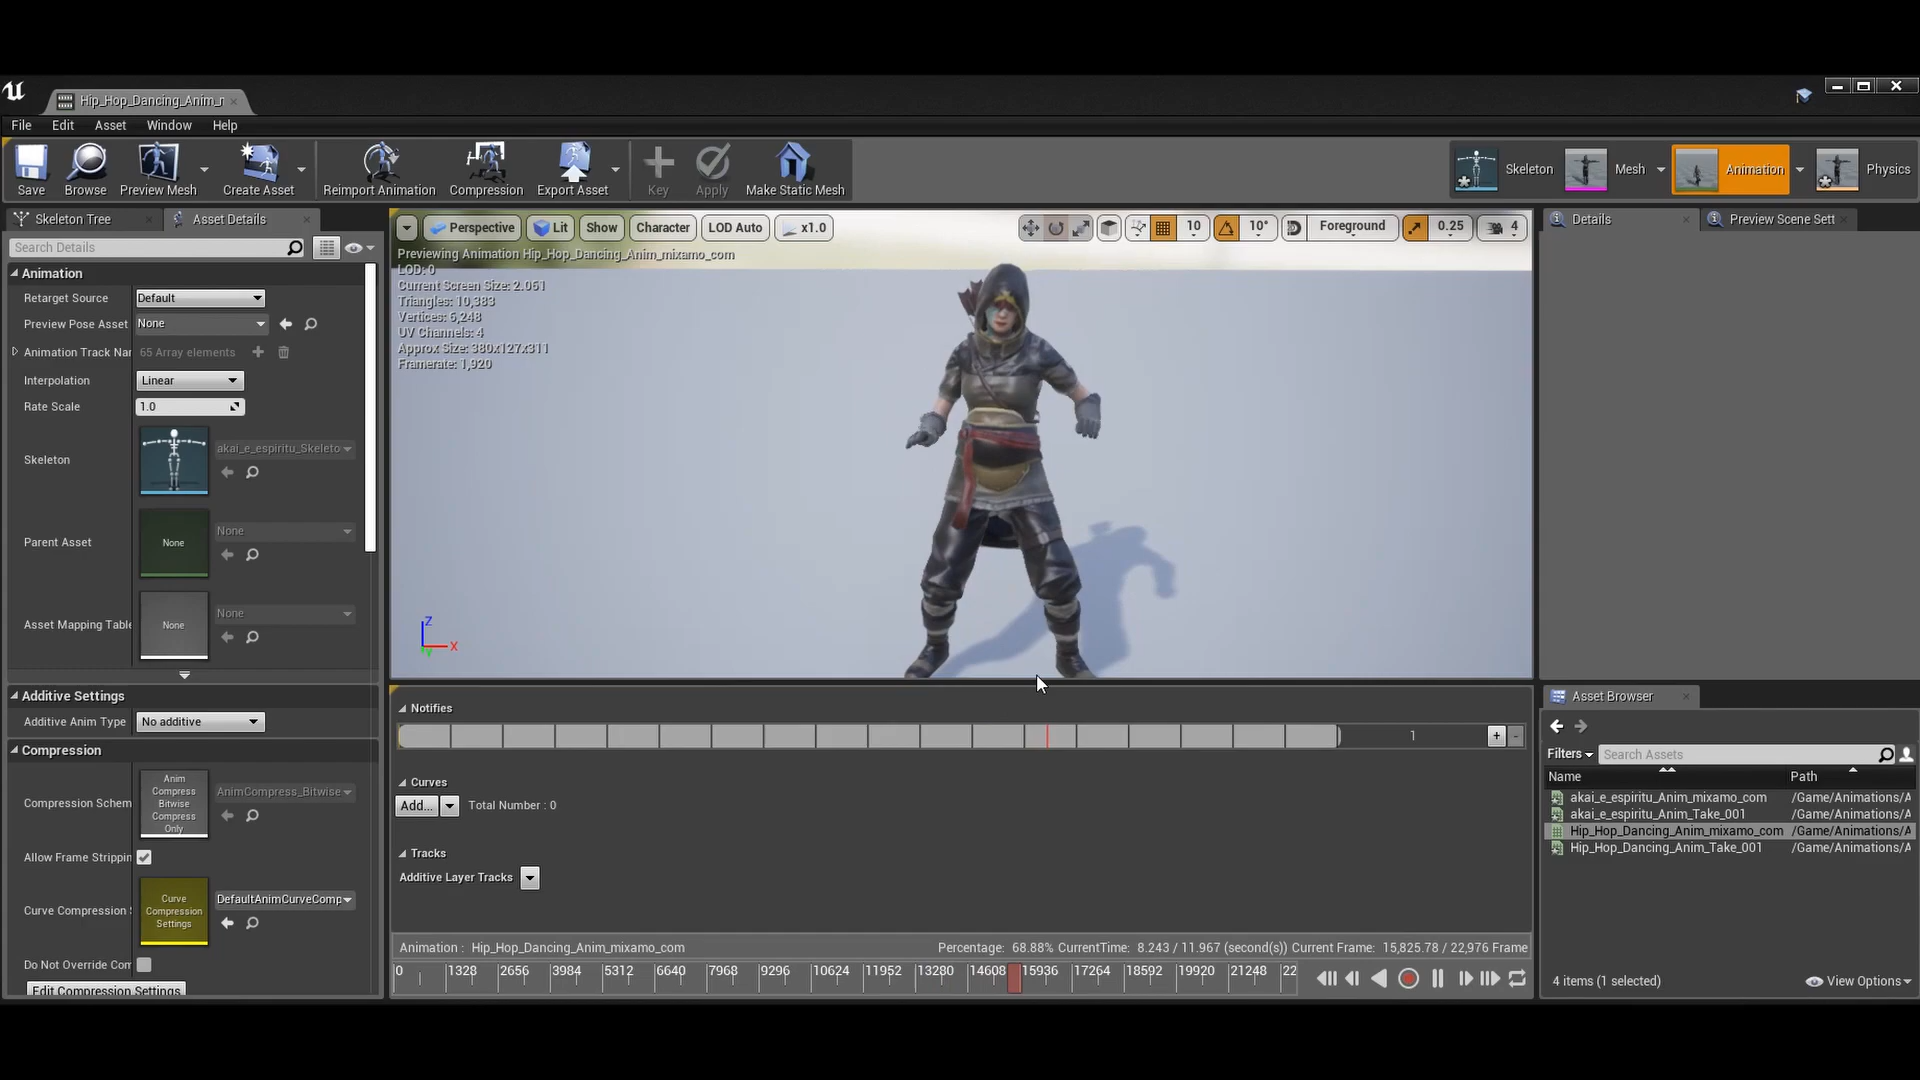 Hip_Hop_Dancing_Anim_r
File Edit Asset Window Help
Save Browse Preview Mesh Create Asset Reimport Animation Compression Export Asset Key Apply Make Static Mesh Skeleton Mesh Animation Physics
Skeleton Tree Asset Details
Search Details
Animation
Retarget Source Default
Preview Pose Asset None
Animation Track Nar 65 Array elements
Interpolation Linear
Rate Scale 1.0
Skeleton akai_e_espiritu_Skeleto
Parent Asset None None
Asset Mapping Table None None
Additive Settings
Additive Anim Type No additive
Compression
Compression Schem Anim Compress Bitwise Compress Only AnimCompress_Bitwise
Allow Frame Strippin
Curve Compression S Curve Compression Settings DefaultAnimCurveComp
Do Not Override Com
Edit Compression Settings
Perspective Lit Show Character LOD Auto x1.0 10 10° Foreground 0.25 4
Previewing Animation Hip_Hop_Dancing_Anim_mixamo_com
LOD: 0
Current Screen Size: 2.061
Triangles: 10,383
Vertices: 6,248
UV Channels: 4
Approx Size: 380x127x311
Framerate: 1,920
Z
X
Y
Notifies
1 + -
Curves
Add... Total Number : 0
Tracks
Additive Layer Tracks
Animation : Hip_Hop_Dancing_Anim_mixamo_com Percentage: 68.88% CurrentTime: 8.243 / 11.967 (second(s)) Current Frame: 15,825.78 / 22,976 Frame
0 1328 2656 3984 5312 6640 7968 9296 10624 11952 13280 14608 15936 17264 18592 19920 21248 22
Details Preview Scene Sett
Asset Browser
Filters Search Assets
Name Path
akai_e_espiritu_Anim_mixamo_com /Game/Animations/A
akai_e_espiritu_Anim_Take_001 /Game/Animations/A
Hip_Hop_Dancing_Anim_mixamo_com /Game/Animations/A
Hip_Hop_Dancing_Anim_Take_001 /Game/Animations/A
4 items (1 selected) View Options